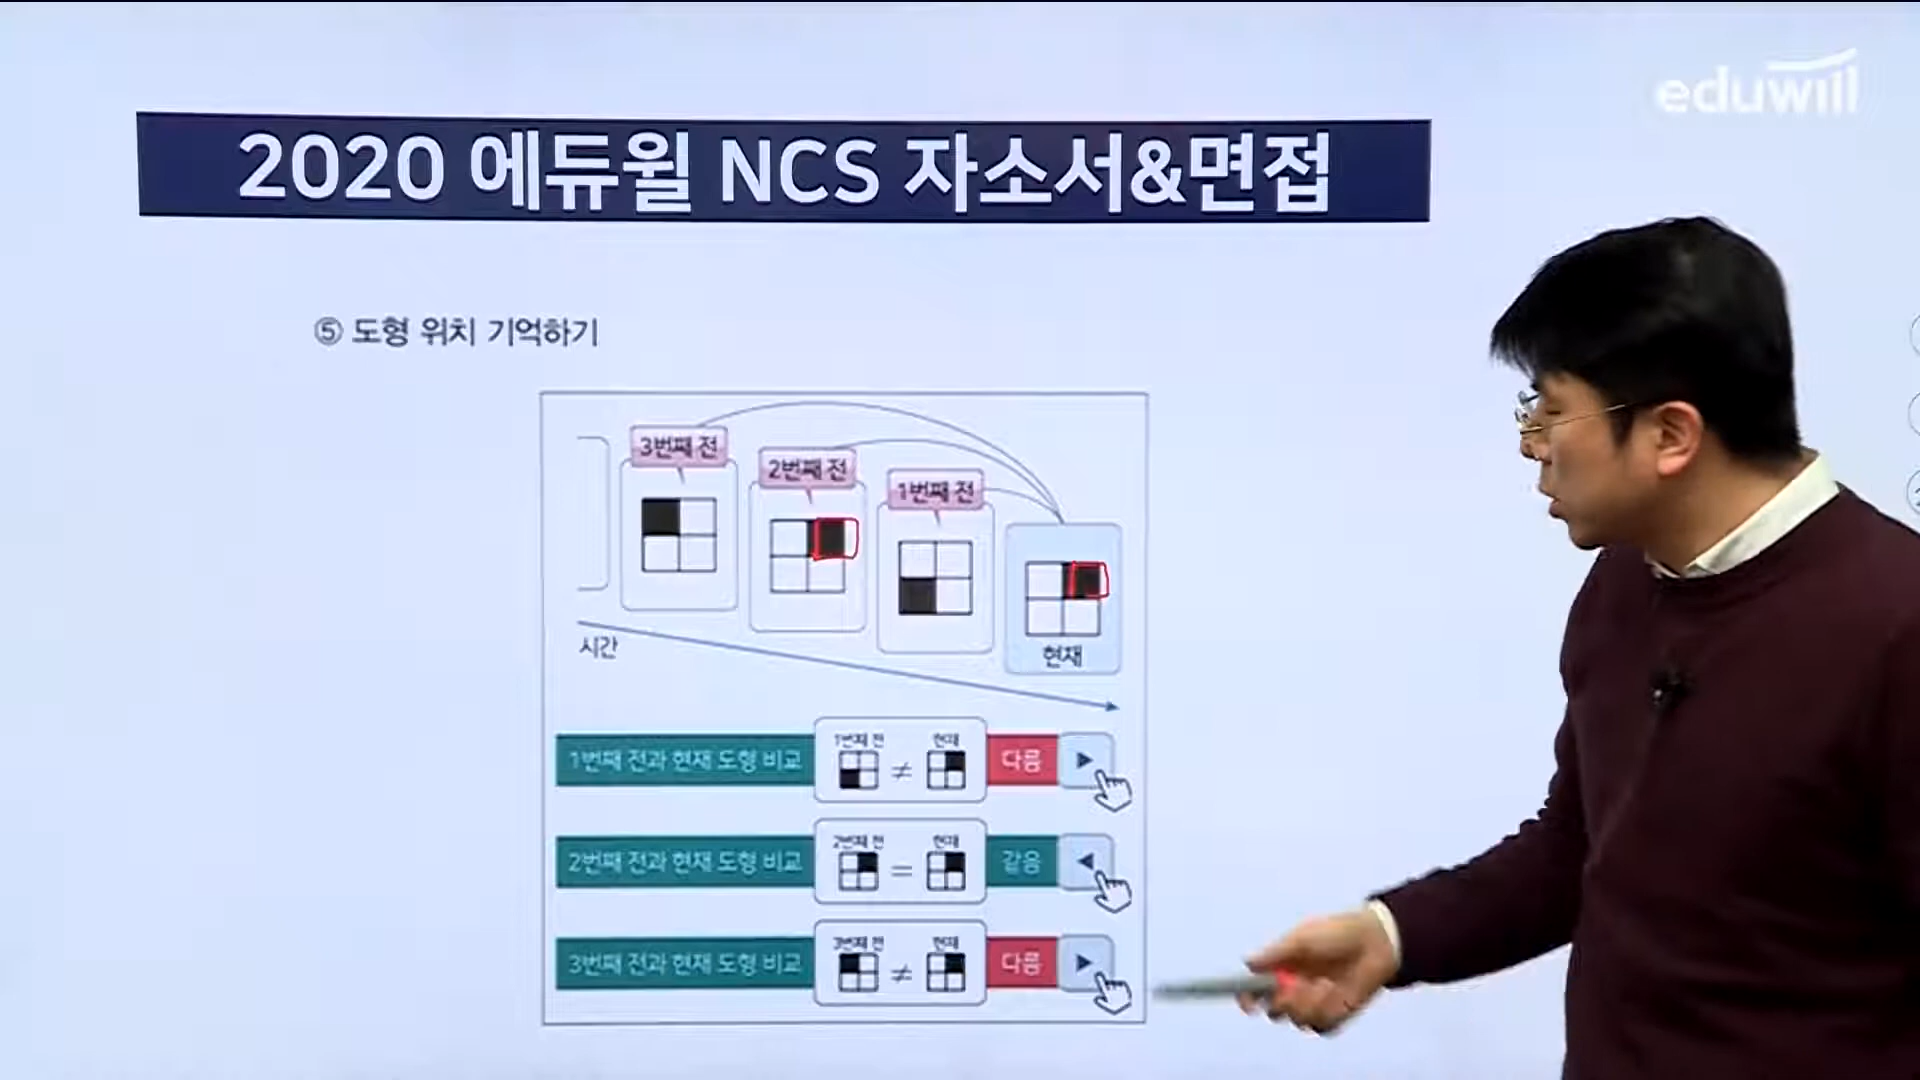 eduwill
2020 에듀윌 NCS 자소서&면접
⑤ 도형 위치 기억하기
3번째 전
2번째 전
1번째 전
현재
시간
1번째 전과 현재 도형 비교
1번째 전
현재
≠
다름
2번째 전과 현재 도형 비교
2번째 전
현재
=
같음
3번째 전과 현재 도형 비교
3번째 전
현재
≠
다름